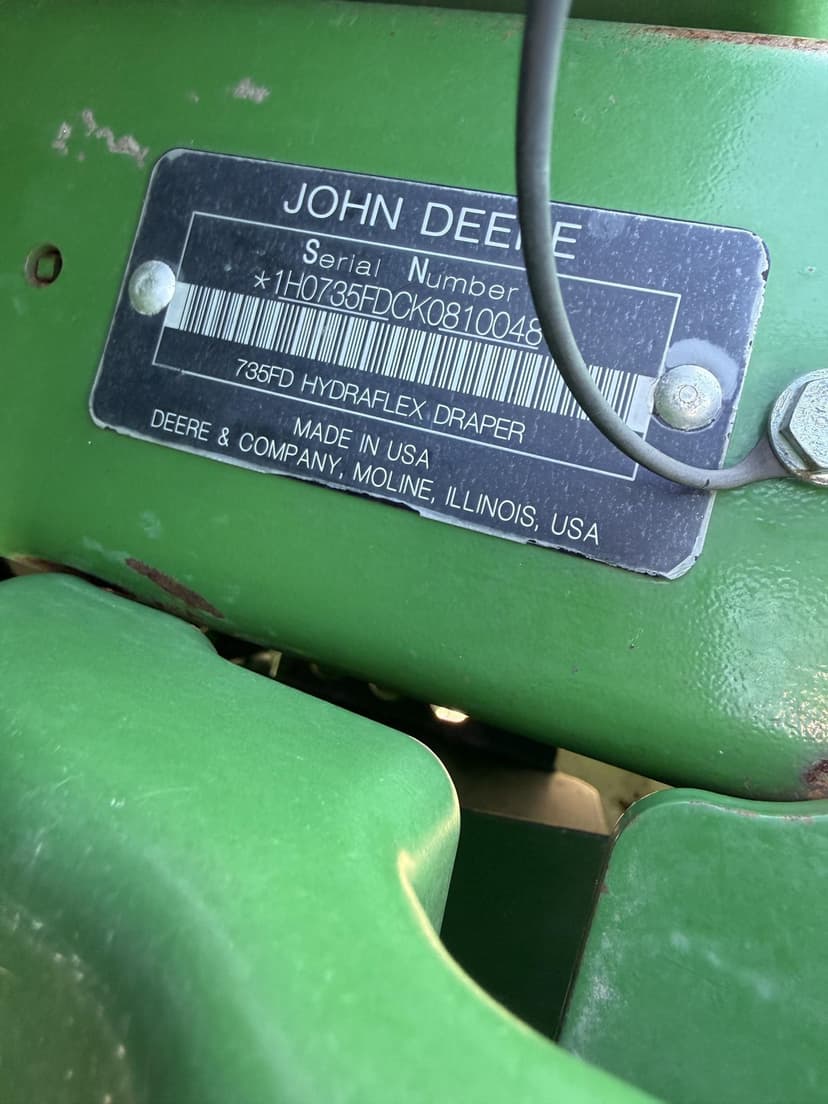 JOHN DEERE
Serial Number
*1H0735FDCK0810048
735FD HYDRAFLEX DRAPER
MADE IN USA
DEERE & COMPANY, MOLINE, ILLINOIS, USA